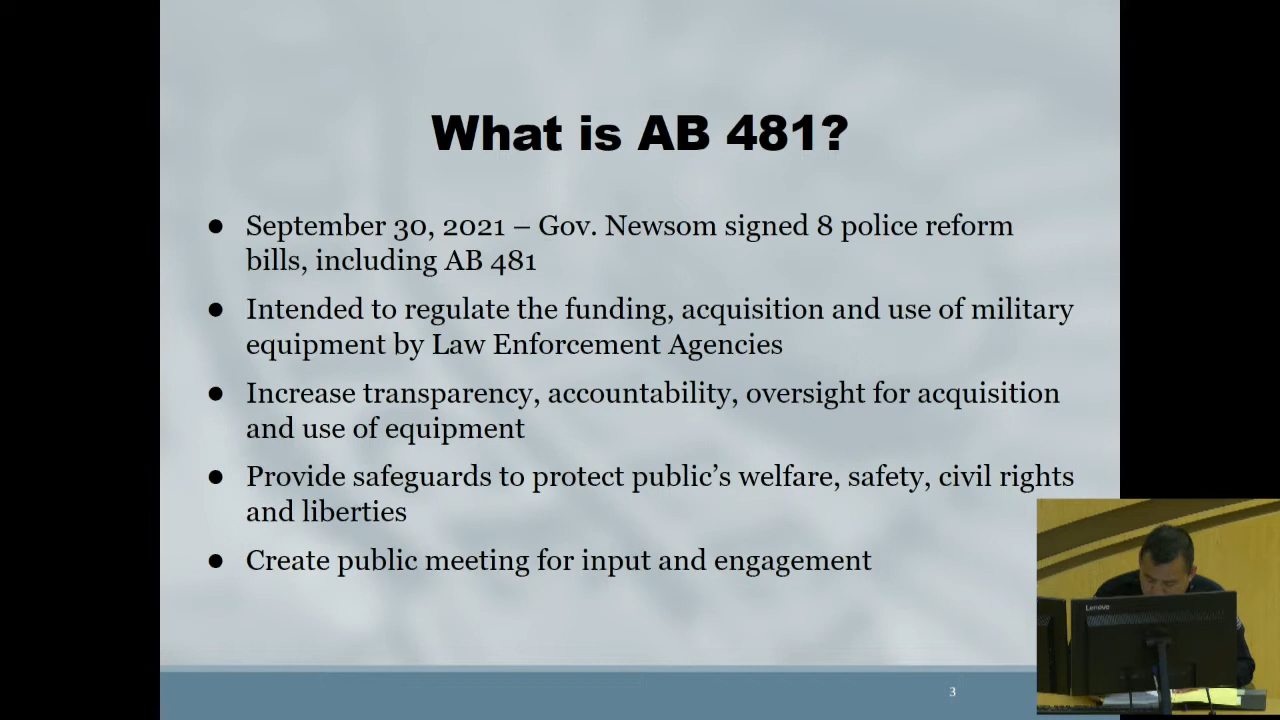 What is AB 481?
● September 30, 2021 – Gov. Newsom signed 8 police reform
bills, including AB 481
● Intended to regulate the funding, acquisition and use of military
equipment by Law Enforcement Agencies
● Increase transparency, accountability, oversight for acquisition
and use of equipment
● Provide safeguards to protect public’s welfare, safety, civil rights
and liberties
● Create public meeting for input and engagement
Lenovo
3